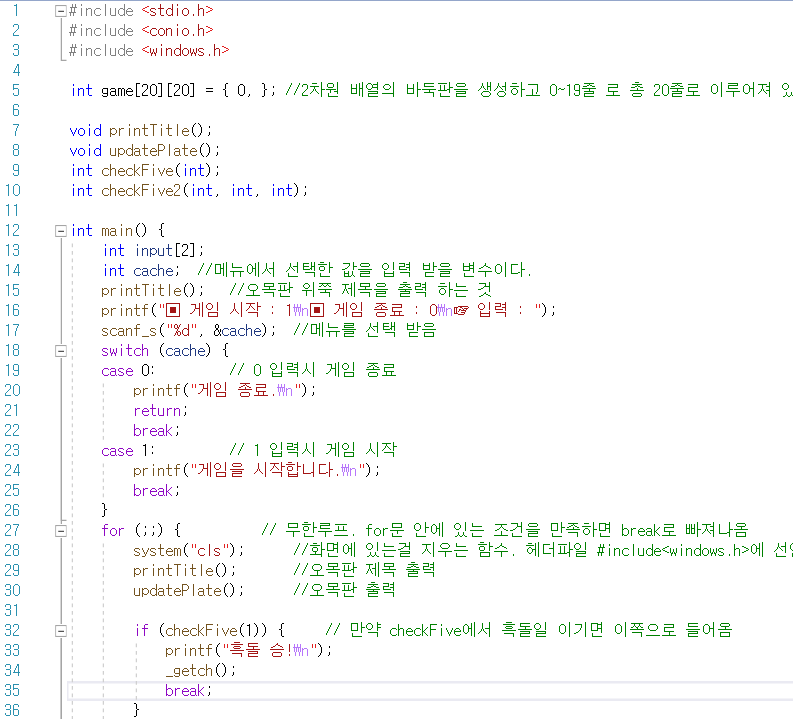 1 #include <stdio.h>
2 #include <conio.h>
3 #include <windows.h>
4
5 int game[20][20] = { 0, }; //2차원 배열의 바둑판을 생성하고 0~19줄 로 총 20줄로 이루어져
6
7 void printTitle();
8 void updatePlate();
9 int checkFive(int);
10 int checkFive2(int, int, int);
11
12 int main() {
13 int input[2];
14 int cache; //메뉴에서 선택한 값을 입력 받을 변수이다.
15 printTitle(); //오목판 위쭉 제목을 출력 하는 것
16 printf("▣ 게임 시작 : 1₩n▣ 게임 종료 : 0₩n☞ 입력 : ");
17 scanf_s("%d", &cache); //메뉴를 선택 받음
18 switch (cache) {
19 case 0: // 0 입력시 게임 종료
20 printf("게임 종료.₩n");
21 return;
22 break;
23 case 1: // 1 입력시 게임 시작
24 printf("게임을 시작합니다.₩n");
25 break;
26 }
27 for (;;) { // 무한루프. for문 안에 있는 조건을 만족하면 break로 빠져나옴
28 system("cls"); //화면에 있는걸 지우는 함수. 헤더파일 #include<windows.h>에
29 printTitle(); //오목판 제목 출력
30 updatePlate(); //오목판 출력
31
32 if (checkFive(1)) { // 만약 checkFive에서 흑돌일 이기면 이쪽으로 들어옴
33 printf("흑돌 승!₩n");
34 _getch();
35 break;
36 }